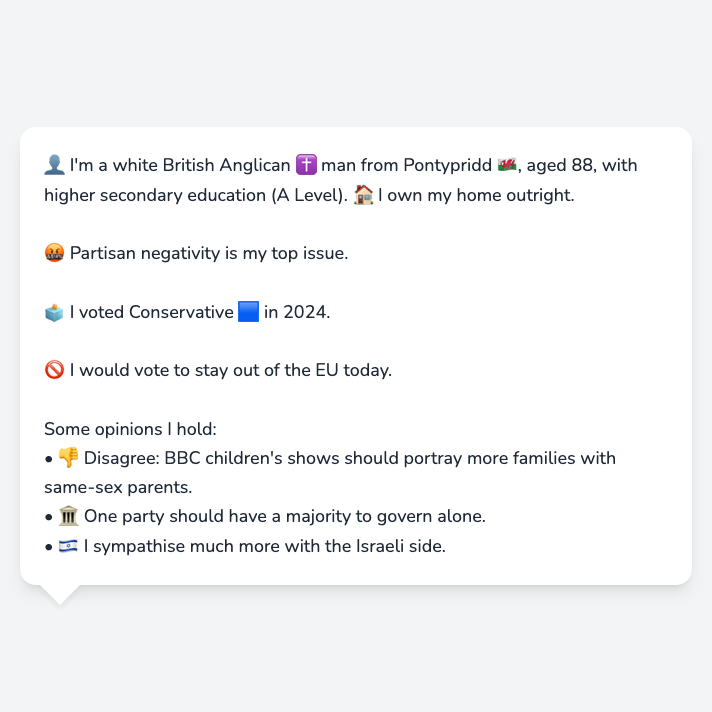 👤 I'm a white British Anglican ✝️ man from Pontypridd 🏴󠁧󠁢󠁷󠁬󠁳󠁿, aged 88, with
higher secondary education (A Level). 🏠 I own my home outright.
🤬 Partisan negativity is my top issue.
🗳️ I voted Conservative 🟦 in 2024.
🚫 I would vote to stay out of the EU today.
Some opinions I hold:
• 👎 Disagree: BBC children's shows should portray more families with
same-sex parents.
• 🏛️ One party should have a majority to govern alone.
• 🇮🇱 I sympathise much more with the Israeli side.